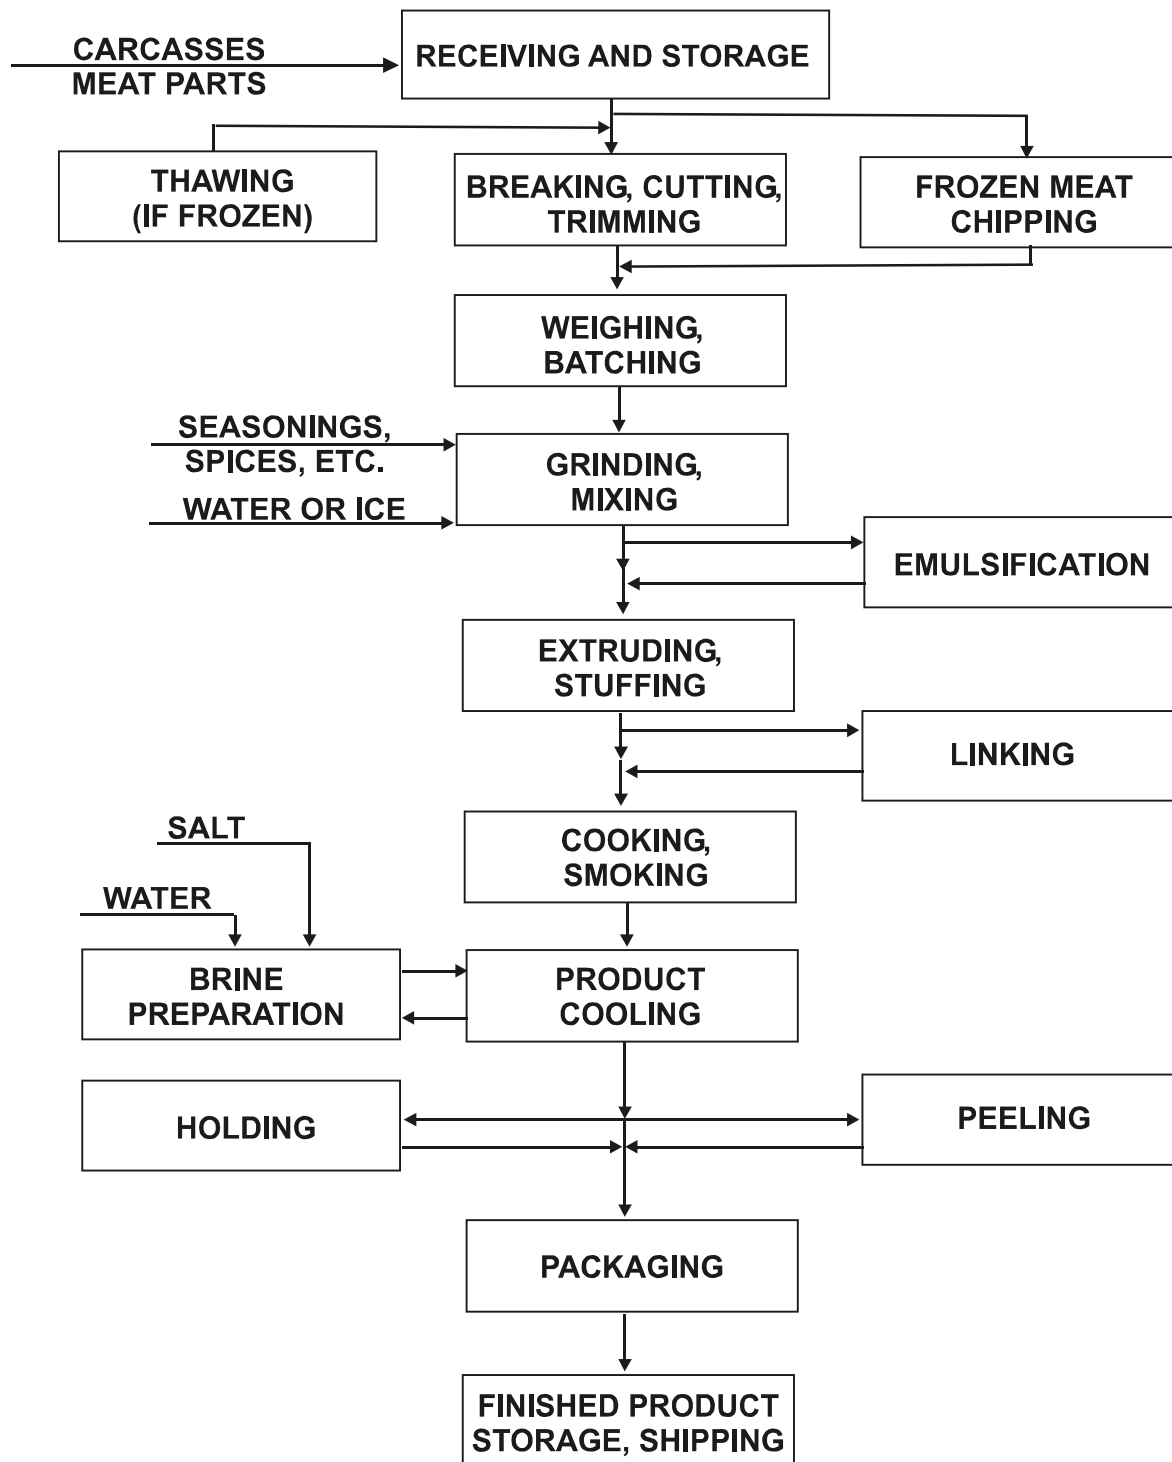 CARCASSES
MEAT PARTS
RECEIVING AND STORAGE
THAWING
(IF FROZEN)
BREAKING, CUTTING,
TRIMMING
FROZEN MEAT
CHIPPING
WEIGHING,
BATCHING
SEASONINGS,
SPICES, ETC.
WATER OR ICE
GRINDING,
MIXING
EMULSIFICATION
EXTRUDING,
STUFFING
LINKING
COOKING,
SMOKING
SALT
WATER
BRINE
PREPARATION
PRODUCT
COOLING
HOLDING
PEELING
PACKAGING
FINISHED PRODUCT
STORAGE, SHIPPING